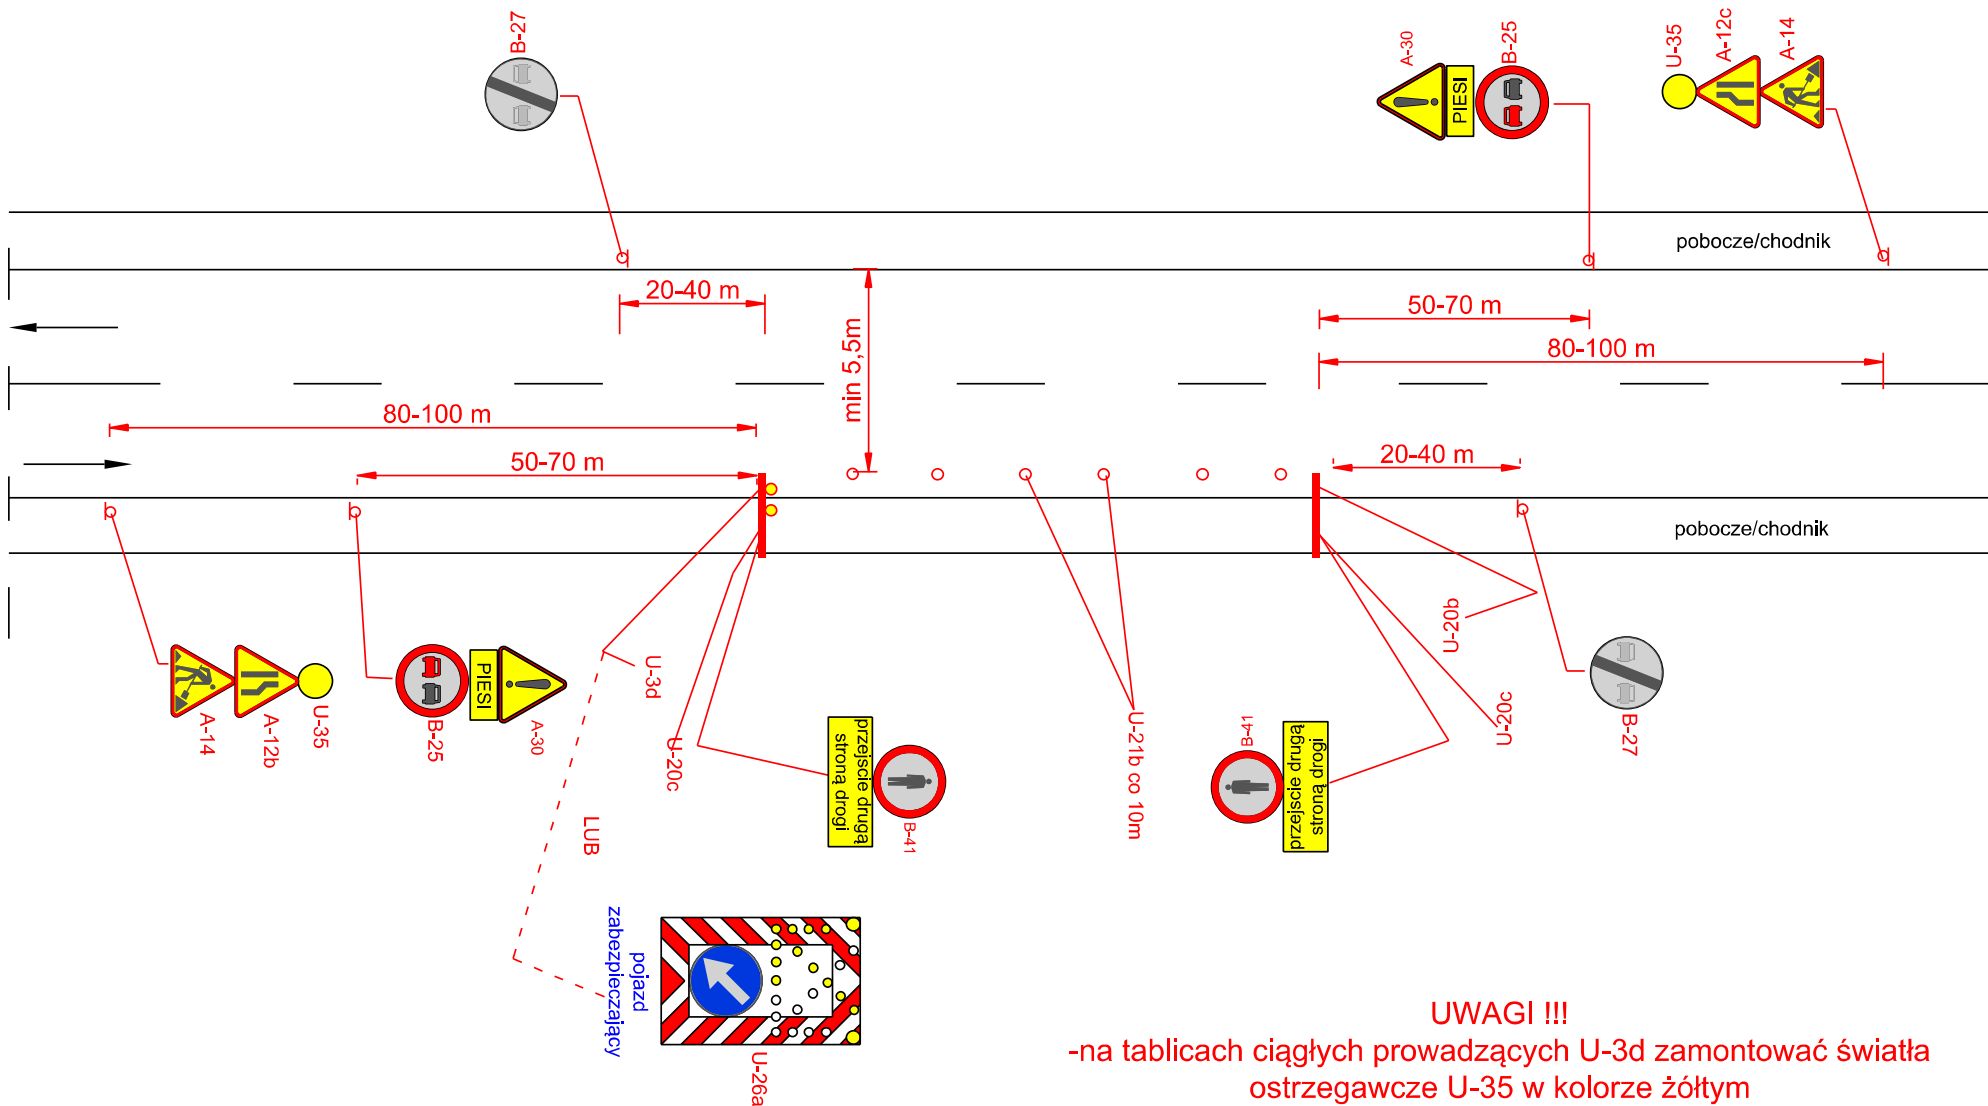 B-27
A-30
PIESI
B-25
U-35
A-12c
A-14
pobocze/chodnik
20-40 m
50-70 m
min 5,5m
80-100 m
80-100 m
50-70 m
20-40 m
pobocze/chodnik
A-14
A-12b
U-35
B-25
PIESI
A-30
U-3d
U-20c
LUB
przejscie drugą
stroną drogi
B-41
U-21b co 10m
B-41
przejscie drugą
stroną drogi
U-20b
U-20c
B-27
pojazd
zabezpieczający
U-26a
UWAGI !!!
-na tablicach ciągłych prowadzących U-3d zamontować światła
ostrzegawcze U-35 w kolorze żółtym